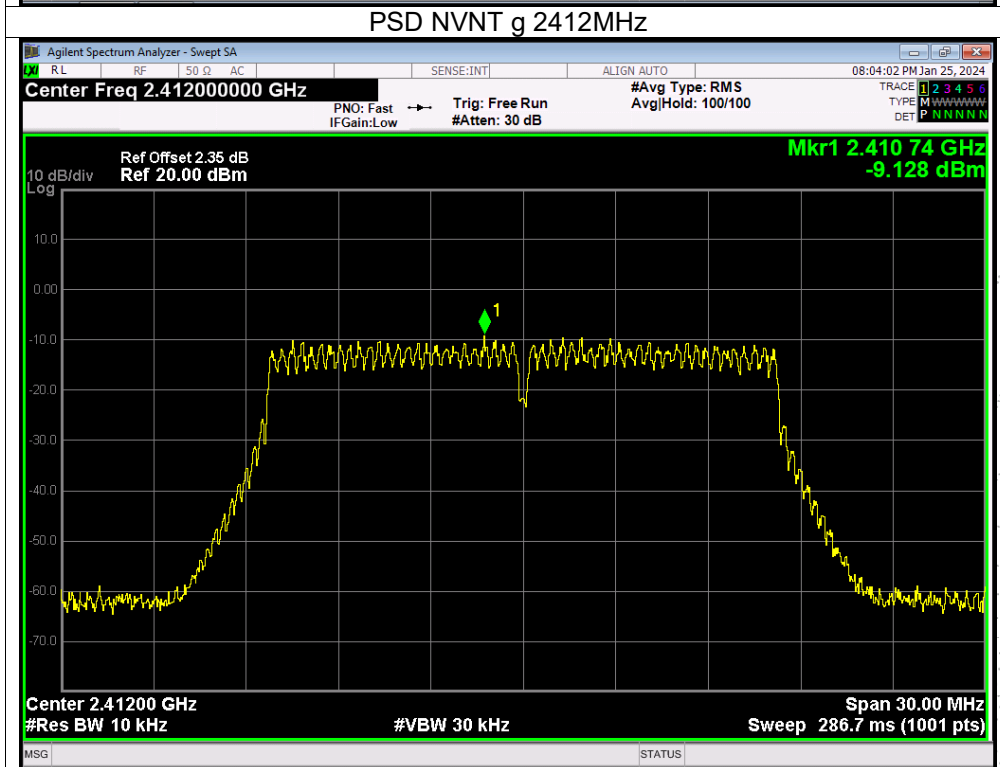 PSD NVNT g 2412MHz
Agilent Spectrum Analyzer - Swept SA
LXI RL RF 50 Ω AC SENSE:INT ALIGN AUTO 08:04:02 PM Jan 25, 2024
Center Freq 2.412000000 GHz #Avg Type: RMS TRACE 1 2 3 4 5 6
PNO: Fast Trig: Free Run Avg|Hold: 100/100 TYPE M WWWWW
IFGain:Low #Atten: 30 dB DET P N N N N N
Mkr1 2.410 74 GHz
Ref Offset 2.35 dB
10 dB/div Ref 20.00 dBm -9.128 dBm
Log
10.0
0.00
1
-10.0
-20.0
-30.0
-40.0
-50.0
-60.0
-70.0
Center 2.41200 GHz Span 30.00 MHz
#Res BW 10 kHz #VBW 30 kHz Sweep 286.7 ms (1001 pts)
MSG STATUS